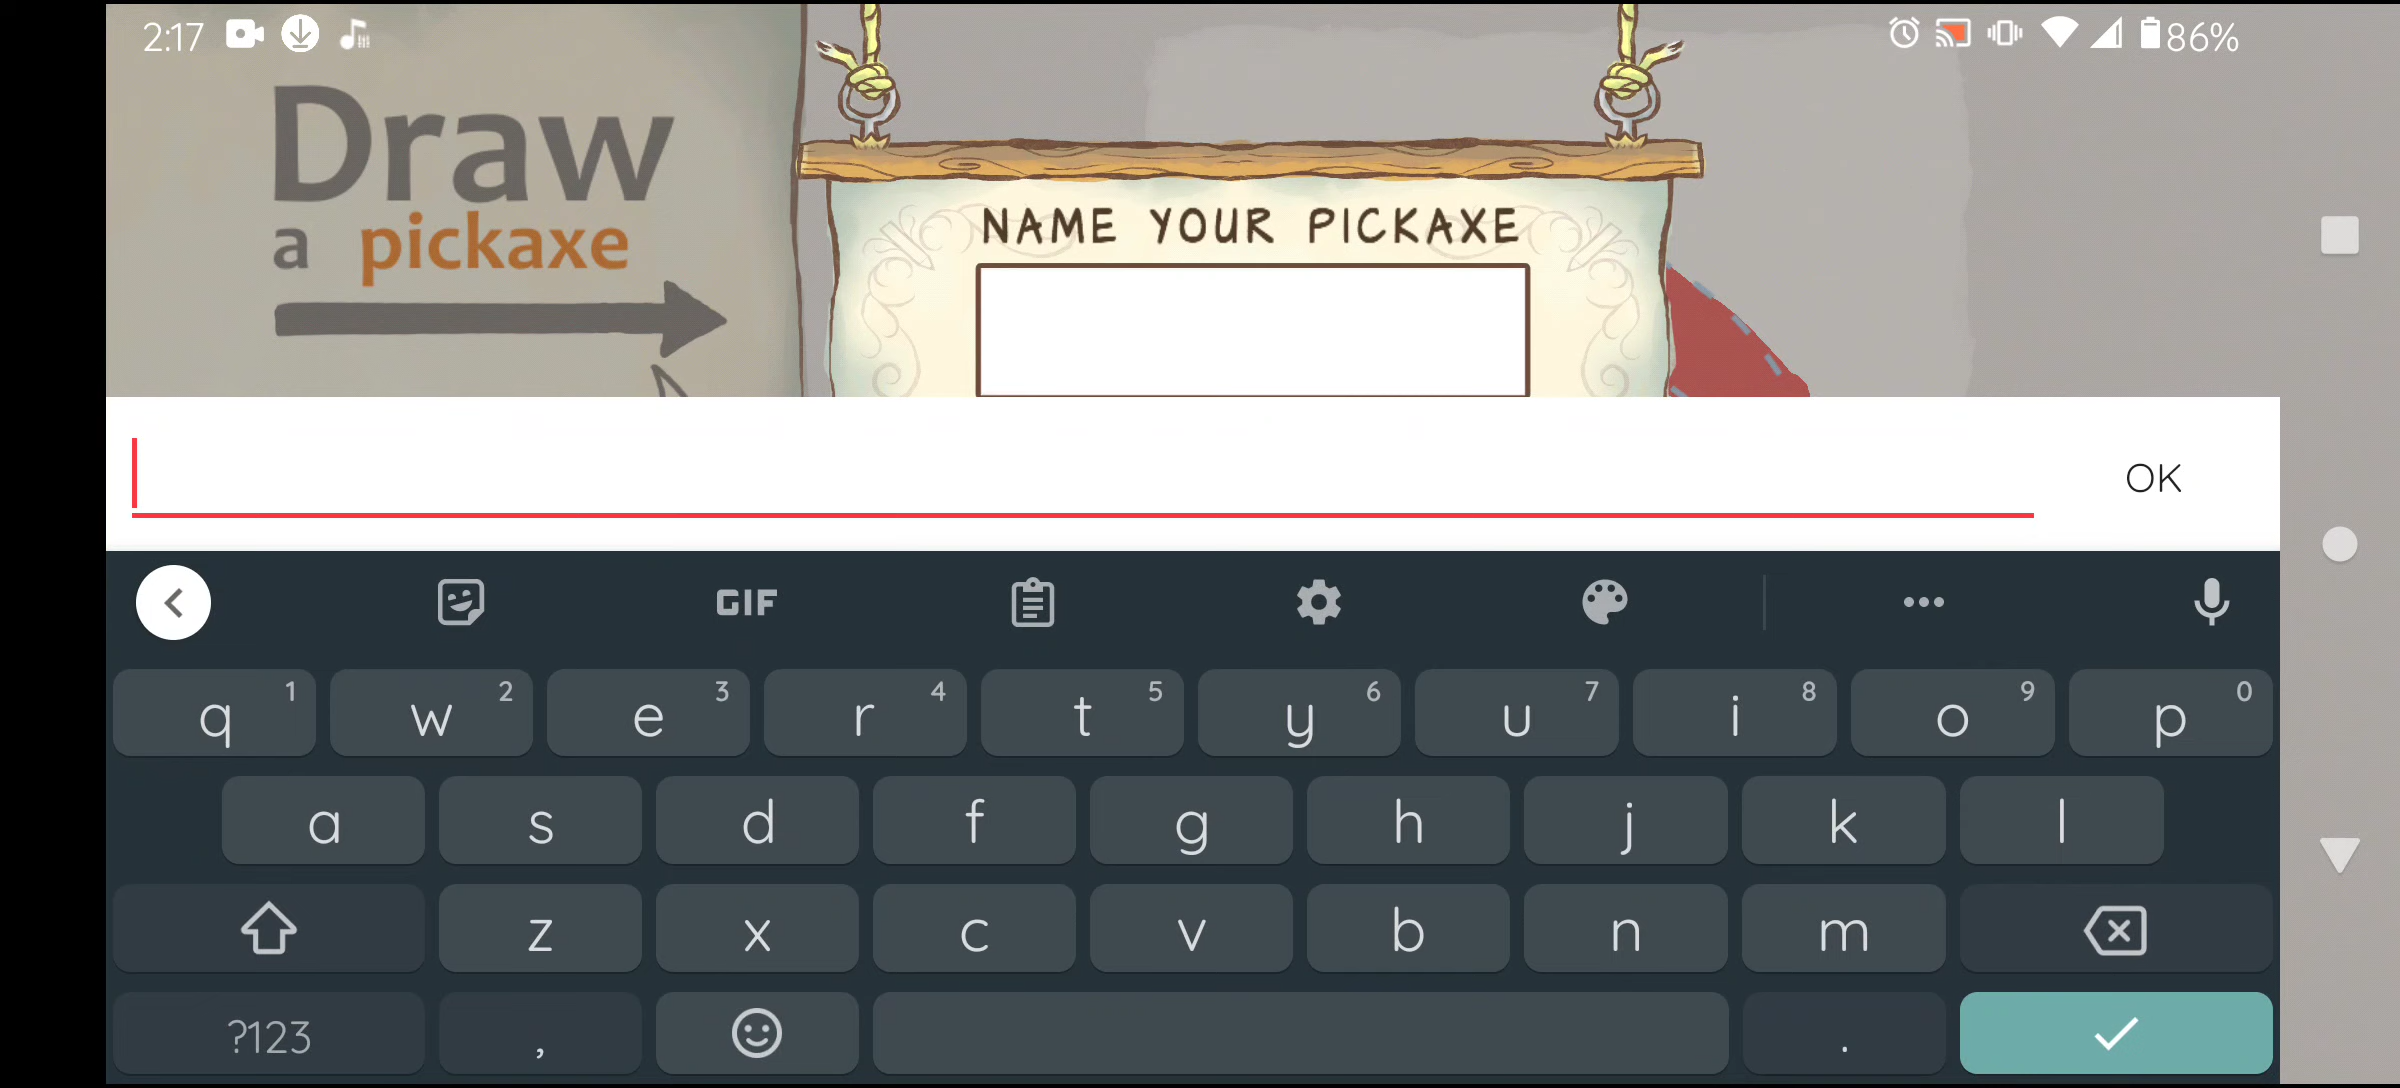 2:17
86%
Draw
a pickaxe
NAME YOUR PICKAXE
OK
GIF
q 1 w 2 e 3 r 4 t 5 y 6 u 7 i 8 o 9 p 0
a s d f g h j k l
z x c v b n m
?123 , .